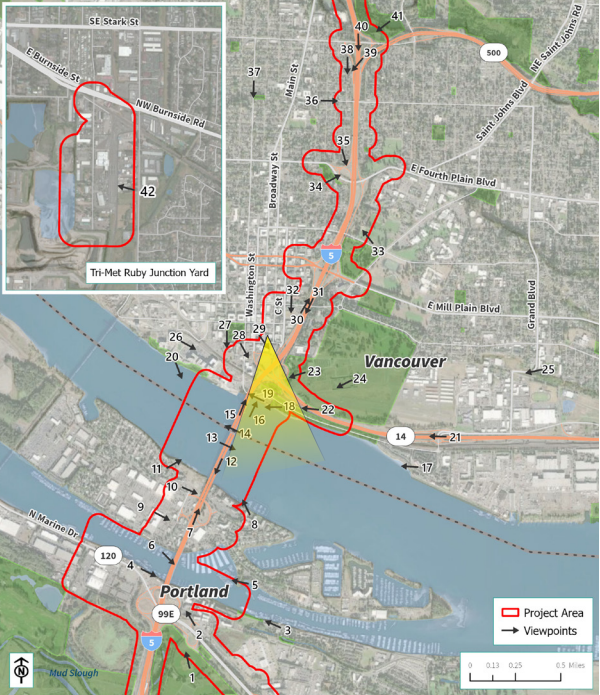 SE Stark St
E Burnside St
NW Burnside Rd
42
Tri-Met Ruby Junction Yard
40
41
38
39
37
36
35
34
33
32
31
30
29
28
27
26
20
25
24
23
22
21
19
18
17
16
15
14
13
12
11
10
9
8
7
6
5
4
3
2
1
500
NE Saint Johns Rd
Saint Johns Blvd
Main St
Broadway St
E Fourth Plain Blvd
5
Washington St
C St
E Mill Plain Blvd
Grand Blvd
Vancouver
14
N Marine Dr
120
Portland
99E
5
Mud Slough
N
Project Area
Viewpoints
0 0.13 0.25 0.5 Miles